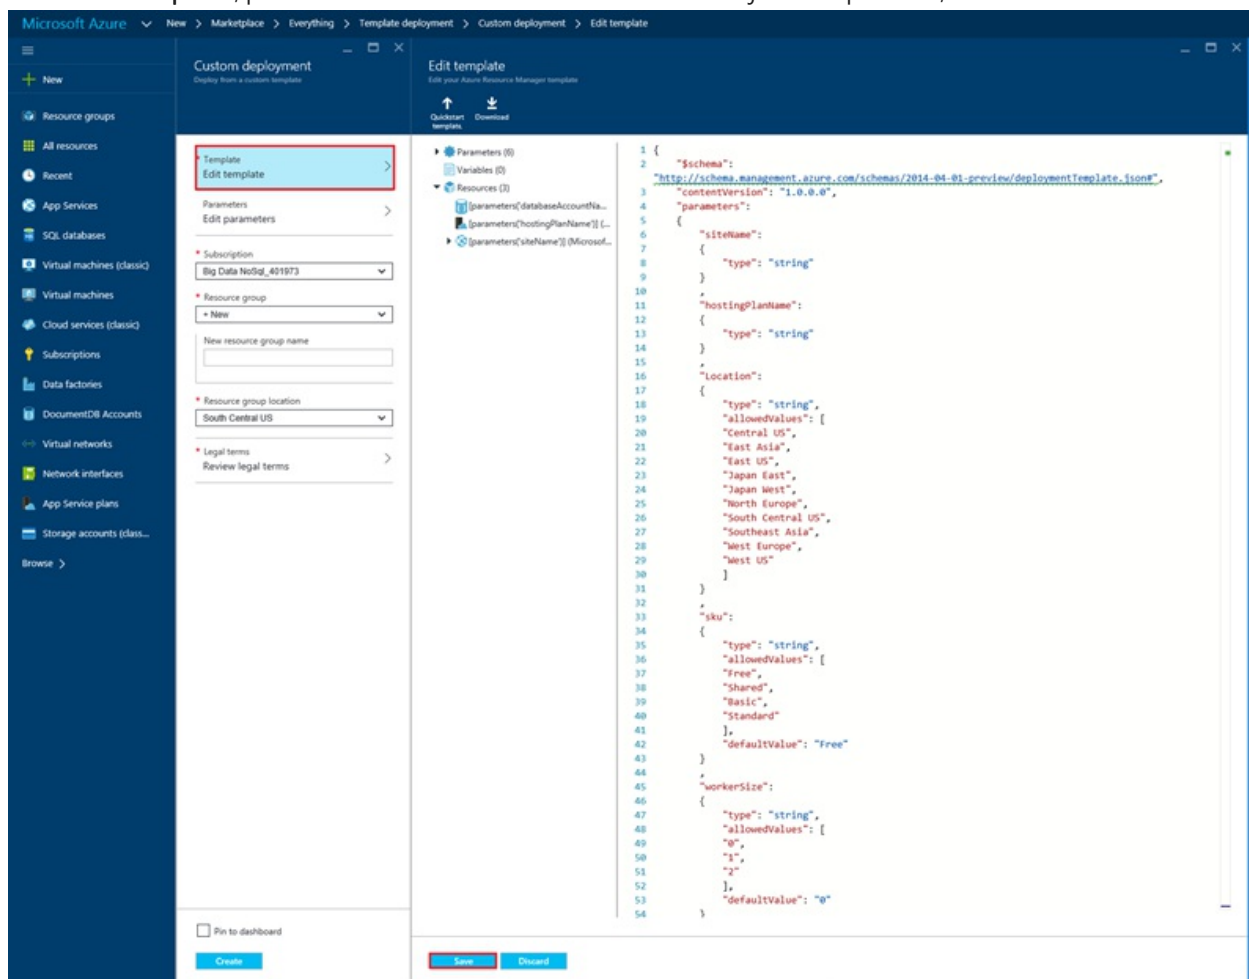 Microsoft Azure New > Marketplace > Everything > Template deployment > Custom deployment > Edit template
New
Resource groups
All resources
Recent
App Services
SQL databases
Virtual machines (classic)
Virtual machines
Cloud services (classic)
Subscriptions
Data factories
DocumentDB Accounts
Virtual networks
Network interfaces
App Service plans
Storage accounts (class...
Browse >
Custom deployment
Deploy from a custom template
* Template
Edit template
Parameters
Edit parameters
* Subscription
Big Data NoSql_401973
* Resource group
+ New
New resource group name
* Resource group location
South Central US
* Legal terms
Review legal terms
Pin to dashboard
Create
Edit template
Edit your Azure Resource Manager template
Quickstart template
Download
Parameters (6)
Variables (0)
Resources (3)
[parameters('databaseAccountNa...
[parameters('hostingPlanName')] (...
[parameters('siteName')] (Microsof...
1 {
2 "$schema":
"http://schema.management.azure.com/schemas/2014-04-01-preview/deploymentTemplate.json#",
3 "contentVersion": "1.0.0.0",
4 "parameters":
5 {
6 "siteName":
7 {
8 "type": "string"
9 }
10 ,
11 "hostingPlanName":
12 {
13 "type": "string"
14 }
15 ,
16 "Location":
17 {
18 "type": "string",
19 "allowedValues": [
20 "Central US",
21 "East Asia",
22 "East US",
23 "Japan East",
24 "Japan West",
25 "North Europe",
26 "South Central US",
27 "Southeast Asia",
28 "West Europe",
29 "West US"
30 ]
31 }
32 ,
33 "sku":
34 {
35 "type": "string",
36 "allowedValues": [
37 "Free",
38 "Shared",
39 "Basic",
40 "Standard"
41 ],
42 "defaultValue": "Free"
43 }
44 ,
45 "workerSize":
46 {
47 "type": "string",
48 "allowedValues": [
49 "0",
50 "1",
51 "2"
52 ],
53 "defaultValue": "0"
54 }
Save Discard